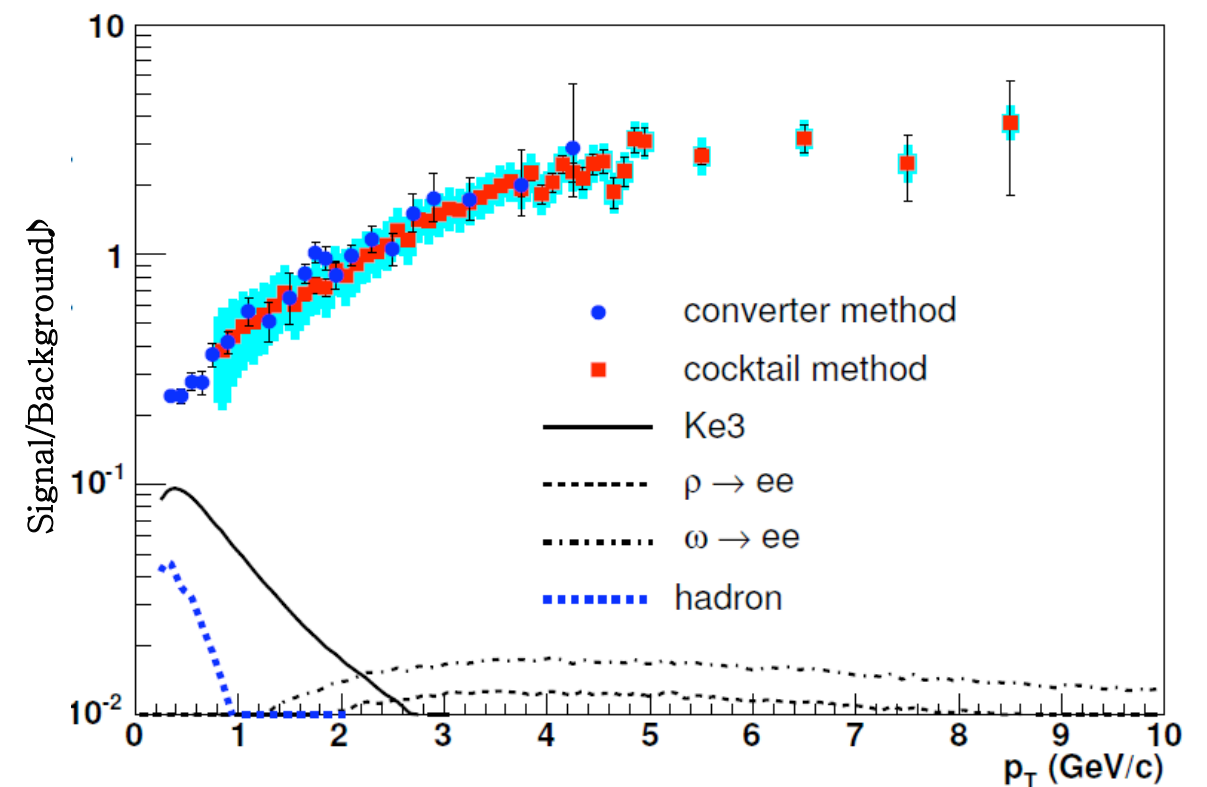 10
1
10-1
10-2
Signal/Background
converter method
cocktail method
Ke3
ρ → ee
ω → ee
hadron
0 1 2 3 4 5 6 7 8 9 10
pT (GeV/c)